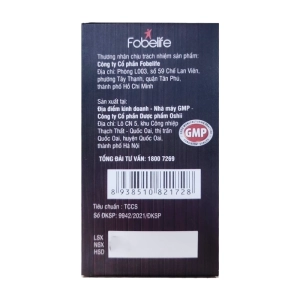 Fobelife
Thương nhân chịu trách nhiệm sản phẩm:
Công ty Cổ phần Fobelife
Địa chỉ: Phòng L003, số 59 Chế Lan Viên,
phường Tây Thạnh, quận Tân Phú,
thành phố Hồ Chí Minh
Sản xuất tại:
Địa điểm kinh doanh - Nhà máy GMP -
Công ty Cổ phần Dược phẩm Oshii
Địa chỉ: Lô CN 5, khu Công nghiệp
Thạch Thất - Quốc Oai, thị trấn
Quốc Oai, huyện Quốc Oai,
thành phố Hà Nội
GMP
TỔNG ĐÀI TƯ VẤN: 1800 7269
8 938510 821728
Tiêu chuẩn : TCCS
Số ĐKSP: 9942/2021/ĐKSP
LSX
NSX
HSD